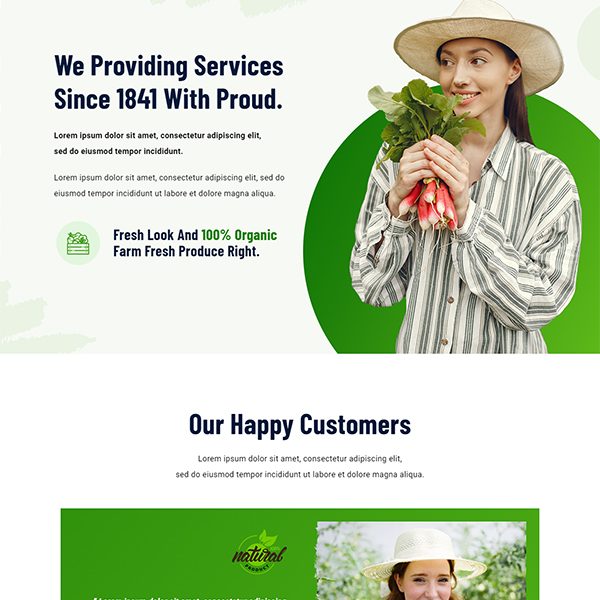 We Providing Services
Since 1841 With Proud.
Lorem ipsum dolor sit amet, consectetur adipiscing elit,
sed do eiusmod tempor incididunt.
Lorem ipsum dolor sit amet, consectetur adipiscing
sed do eiusmod tempor incididunt ut labore et dolore magna aliqua.
Fresh Look And 100% Organic
Farm Fresh Produce Right.
Our Happy Customers
Lorem ipsum dolor sit amet, consectetur adipiscing elit,
sed do eiusmod tempor incididunt ut labore et dolore magna aliqua.
natural
PRODUCT